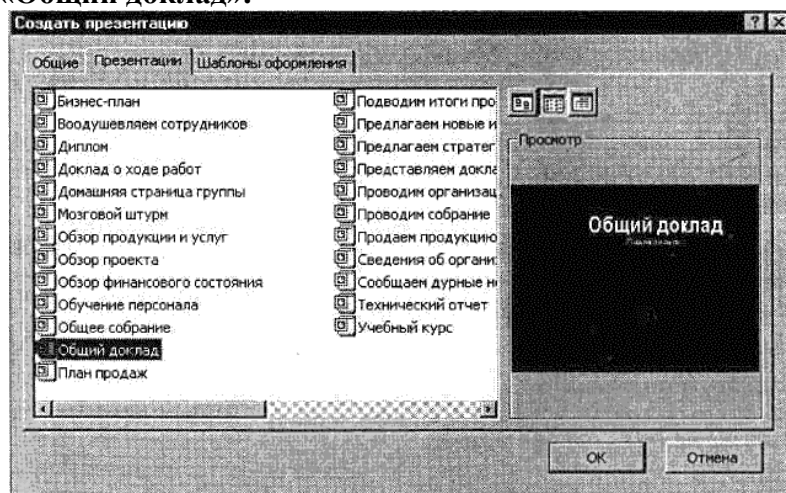 «Общий доклад».
Создать презентацию
Общие Презентации Шаблоны оформления
Бизнес-план
Воодушевляем сотрудников
Диплом
Доклад о ходе работ
Домашняя страница группы
Мозговой штурм
Обзор продукции и услуг
Обзор проекта
Обзор финансового состояния
Обучение персонала
Общее собрание
Общий доклад
План продаж
Подводим итоги про
Предлагаем новые и
Предлагаем стратег
Представляем докла
Проводим организац
Проводим собрание
Продаем продукцию
Сведения об органи
Сообщаем дурные н
Технический отчет
Учебный курс
Просмотр
Общий доклад
ОК
Отмена